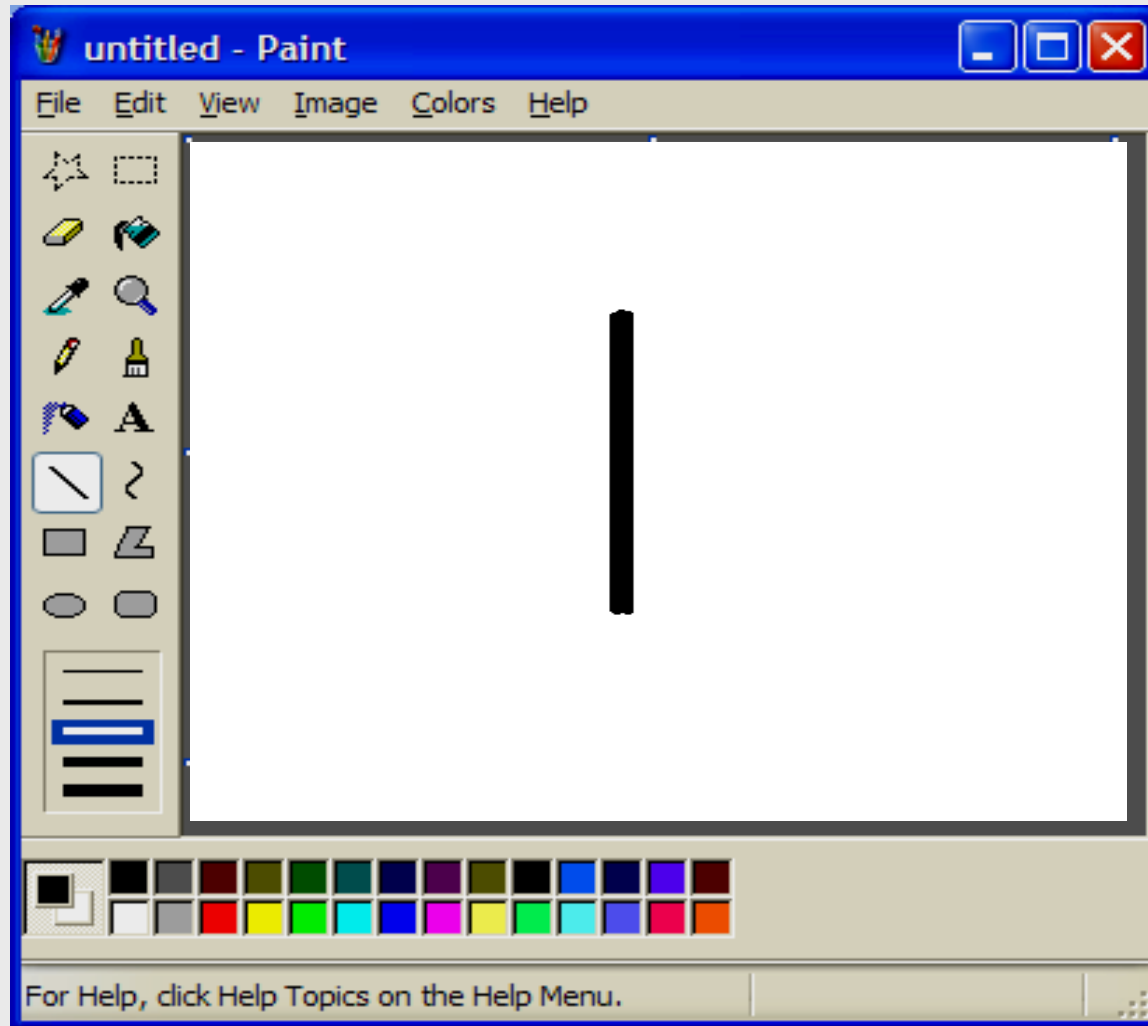 untitled - Paint
File Edit View Image Colors Help
A
For Help, click Help Topics on the Help Menu.